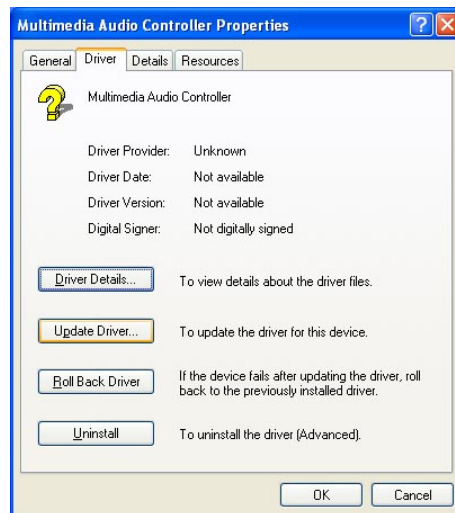 Multimedia Audio Controller Properties
General Driver Details Resources
Multimedia Audio Controller
Driver Provider: Unknown
Driver Date: Not available
Driver Version: Not available
Digital Signer: Not digitally signed
Driver Details... To view details about the driver files.
Update Driver... To update the driver for this device.
Roll Back Driver If the device fails after updating the driver, roll
back to the previously installed driver.
Uninstall To uninstall the driver (Advanced).
OK Cancel